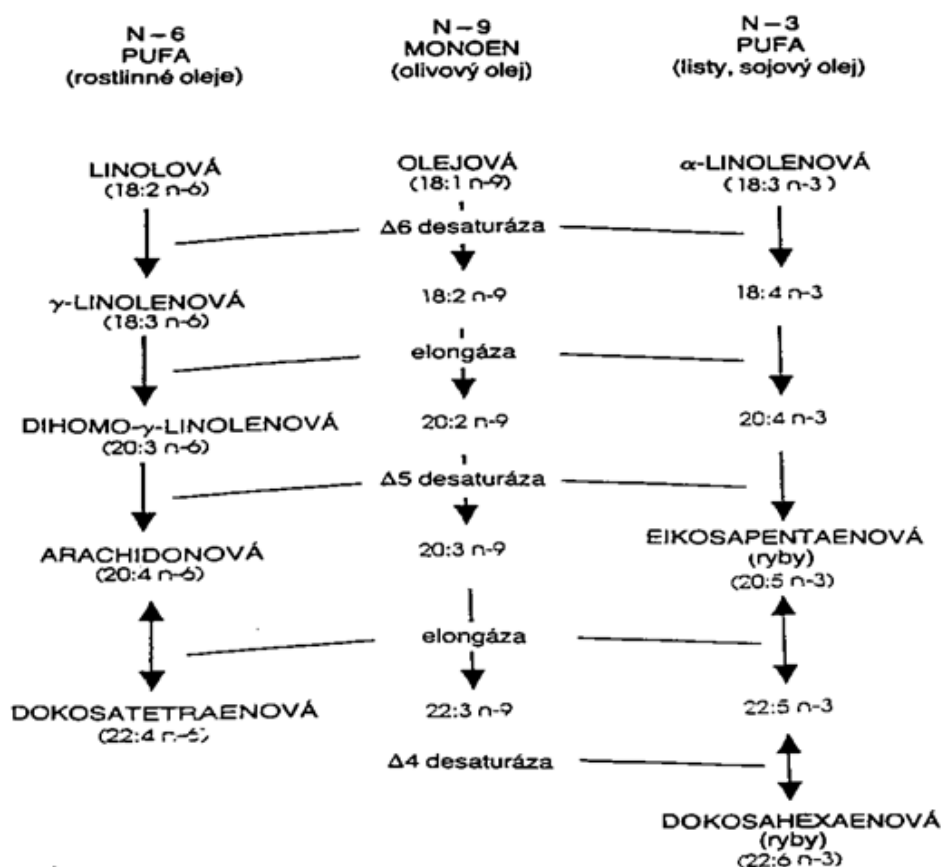 N–6
PUFA
(rostlinné oleje)
N–9
MONOEN
(olivový olej)
N–3
PUFA
(listy, sojový olej)
LINOLOVÁ
(18:2 n-6)
OLEJOVÁ
(18:1 n-9)
α-LINOLENOVÁ
(18:3 n-3)
Δ6 desaturáza
γ-LINOLENOVÁ
(18:3 n-6)
18:2 n-9
18:4 n-3
elongáza
DIHOMO-γ-LINOLENOVÁ
(20:3 n-6)
20:2 n-9
20:4 n-3
Δ5 desaturáza
ARACHIDONOVÁ
(20:4 n-6)
20:3 n-9
EIKOSAPENTAENOVÁ
(ryby)
(20:5 n-3)
elongáza
DOKOSATETRAENOVÁ
(22:4 n-6)
22:3 n-9
22:5 n-3
Δ4 desaturáza
DOKOSAHEXAENOVÁ
(ryby)
(22:6 n-3)